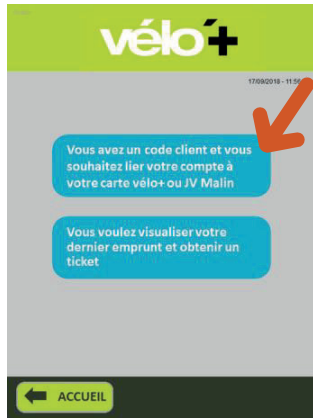 vélo'+
17/09/2018 - 11:56
Vous avez un code client et vous
souhaitez lier votre compte à
votre carte vélo+ ou JV Malin
Vous voulez visualiser votre
dernier emprunt et obtenir un
ticket
ACCUEIL